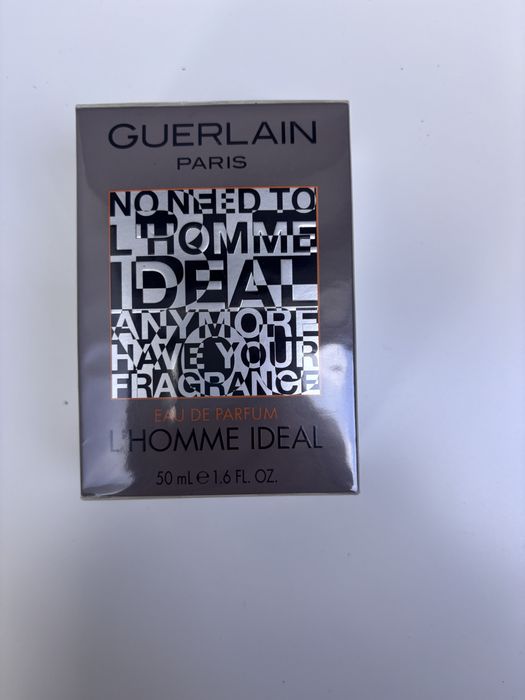 GUERLAIN
PARIS
NO NEED TO
L'HOMME
IDEAL
ANYMORE
HAVE YOUR
FRAGRANCE
EAU DE PARFUM
L'HOMME IDEAL
50 mL e 1.6 FL. OZ.